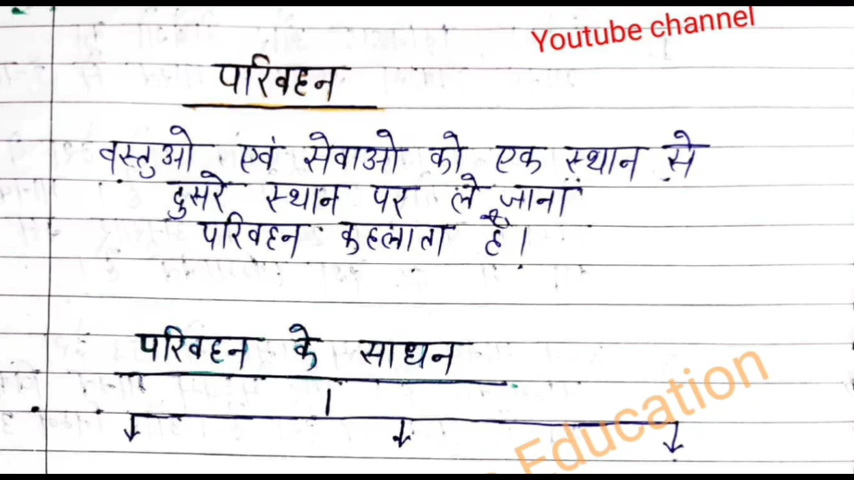 Youtube channel
परिवहन
वस्तुओ एवं सेवाओ को एक स्थान से
दुसरे स्थान पर ले जाना
परिवहन कहलाता है।
परिवहन के साधन
Education